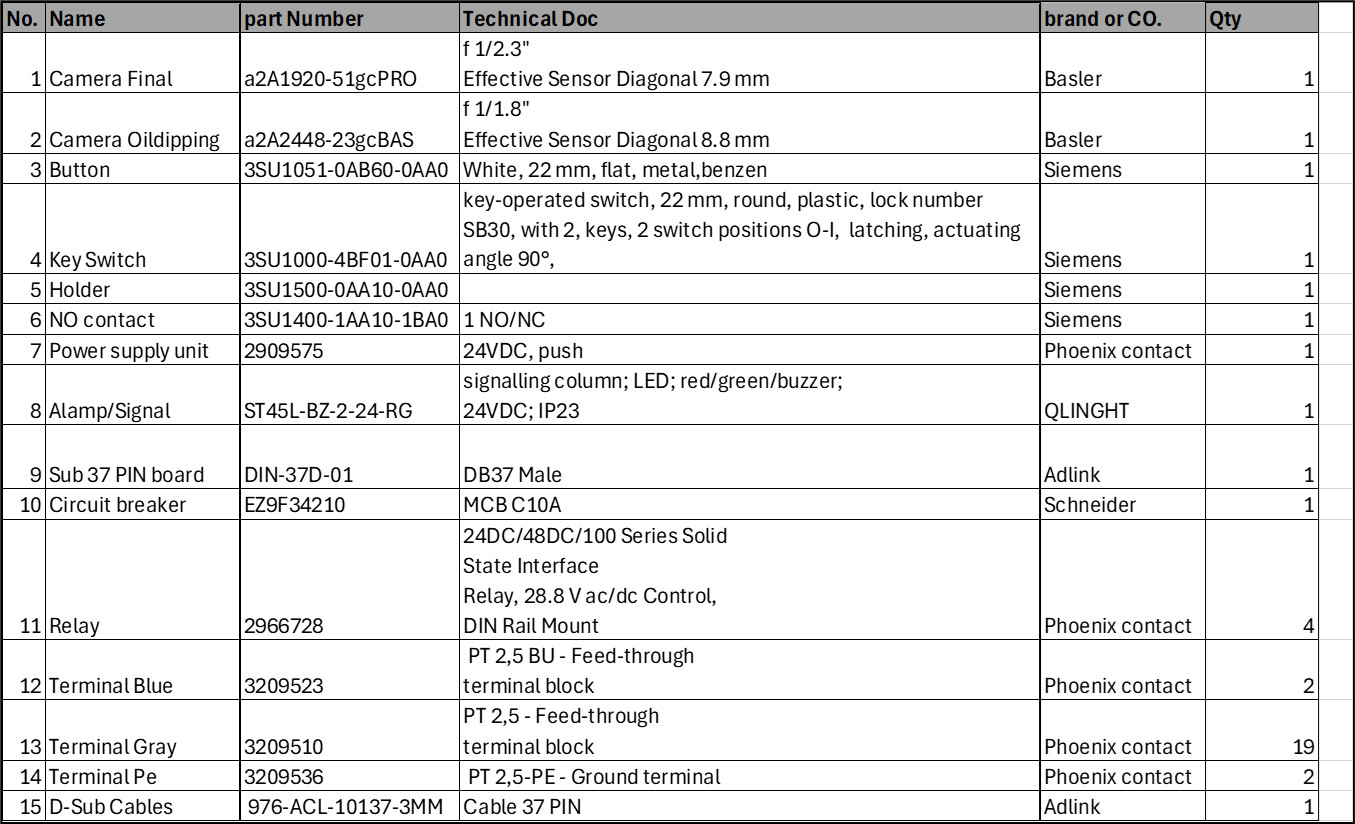 No. Name part Number Technical Doc brand or CO. Qty
f 1/2.3"
1 Camera Final a2A1920-51gcPRO Effective Sensor Diagonal 7.9 mm Basler 1
f 1/1.8"
2 Camera Oildipping a2A2448-23gcBAS Effective Sensor Diagonal 8.8 mm Basler 1
3 Button 3SU1051-0AB60-0AA0 White, 22 mm, flat, metal,benzen Siemens 1
key-operated switch, 22 mm, round, plastic, lock number
SB30, with 2, keys, 2 switch positions O-I, latching, actuating
4 Key Switch 3SU1000-4BF01-0AA0 angle 90°, Siemens 1
5 Holder 3SU1500-0AA10-0AA0 Siemens 1
6 NO contact 3SU1400-1AA10-1BA0 1 NO/NC Siemens 1
7 Power supply unit 2909575 24VDC, push Phoenix contact 1
signalling column; LED; red/green/buzzer;
8 Alamp/Signal ST45L-BZ-2-24-RG 24VDC; IP23 QLINGHT 1
9 Sub 37 PIN board DIN-37D-01 DB37 Male Adlink 1
10 Circuit breaker EZ9F34210 MCB C10A Schneider 1
24DC/48DC/100 Series Solid
State Interface
Relay, 28.8 V ac/dc Control,
11 Relay 2966728 DIN Rail Mount Phoenix contact 4
PT 2,5 BU - Feed-through
12 Terminal Blue 3209523 terminal block Phoenix contact 2
PT 2,5 - Feed-through
13 Terminal Gray 3209510 terminal block Phoenix contact 19
14 Terminal Pe 3209536 PT 2,5-PE - Ground terminal Phoenix contact 2
15 D-Sub Cables 976-ACL-10137-3MM Cable 37 PIN Adlink 1